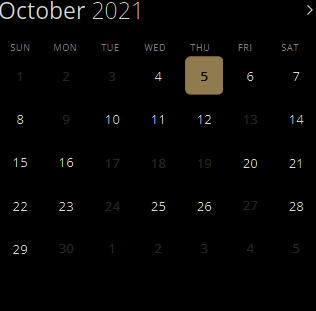 October 2021
SUN MON TUE WED THU FRI SAT
1 2 3 4 5 6 7
8 9 10 11 12 13 14
15 16 17 18 19 20 21
22 23 24 25 26 27 28
29 30 1 2 3 4 5